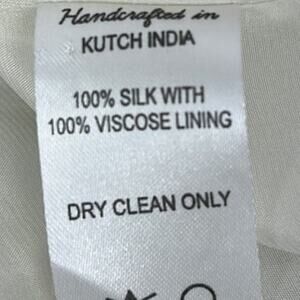 Handcrafted in
KUTCH INDIA
100% SILK WITH
100% VISCOSE LINING
DRY CLEAN ONLY